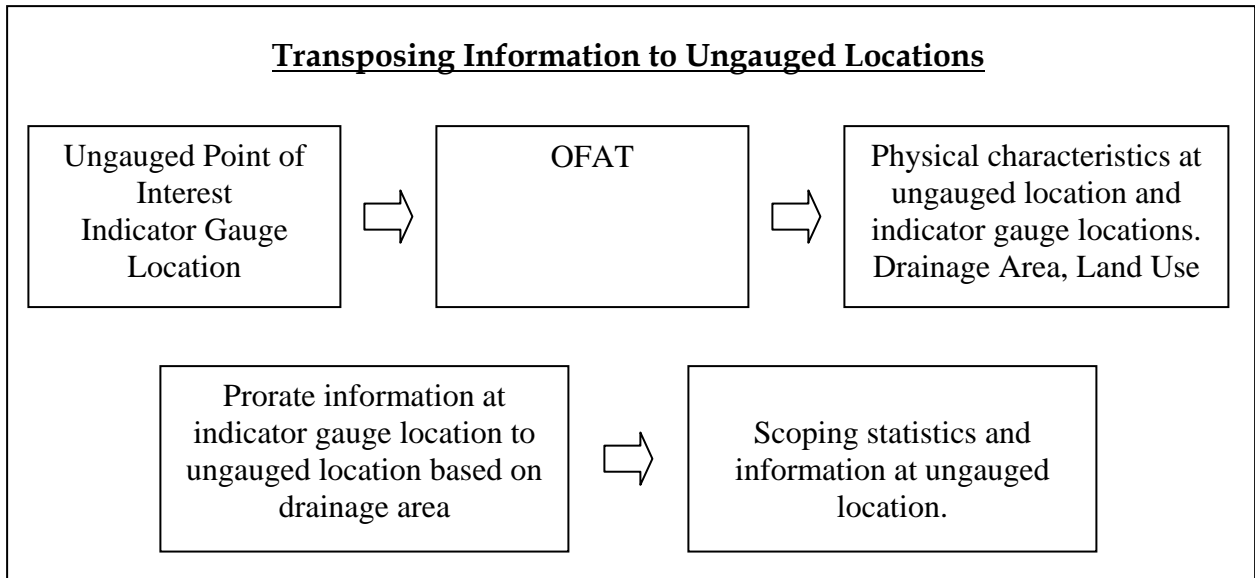 Transposing Information to Ungauged Locations
Ungauged Point of
Interest
Indicator Gauge
Location
OFAT
Physical characteristics at
ungauged location and
indicator gauge locations.
Drainage Area, Land Use
Prorate information at
indicator gauge location to
ungauged location based on
drainage area
Scoping statistics and
information at ungauged
location.